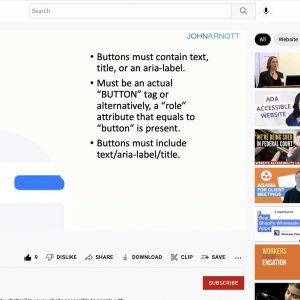 Search
JOHNARNOTT
• Buttons must contain text,
title, or an aria-label.
• Must be an actual
"BUTTON" tag or
alternatively, a "role"
attribute that equals to
"button" is present.
• Buttons must include
text/aria-label/title.
9
DISLIKE
SHARE
DOWNLOAD
CLIP
SAVE
SUBSCRIBE
All
Website
ADA
ACCESSIBLE
WEBSITE
WE'RE BEING SUED
IN FEDERAL COURT
ASANA
FOR CLIENT
MEETINGS
Best
Shopify Wholesale
Apps
WORKERS
ENSATION